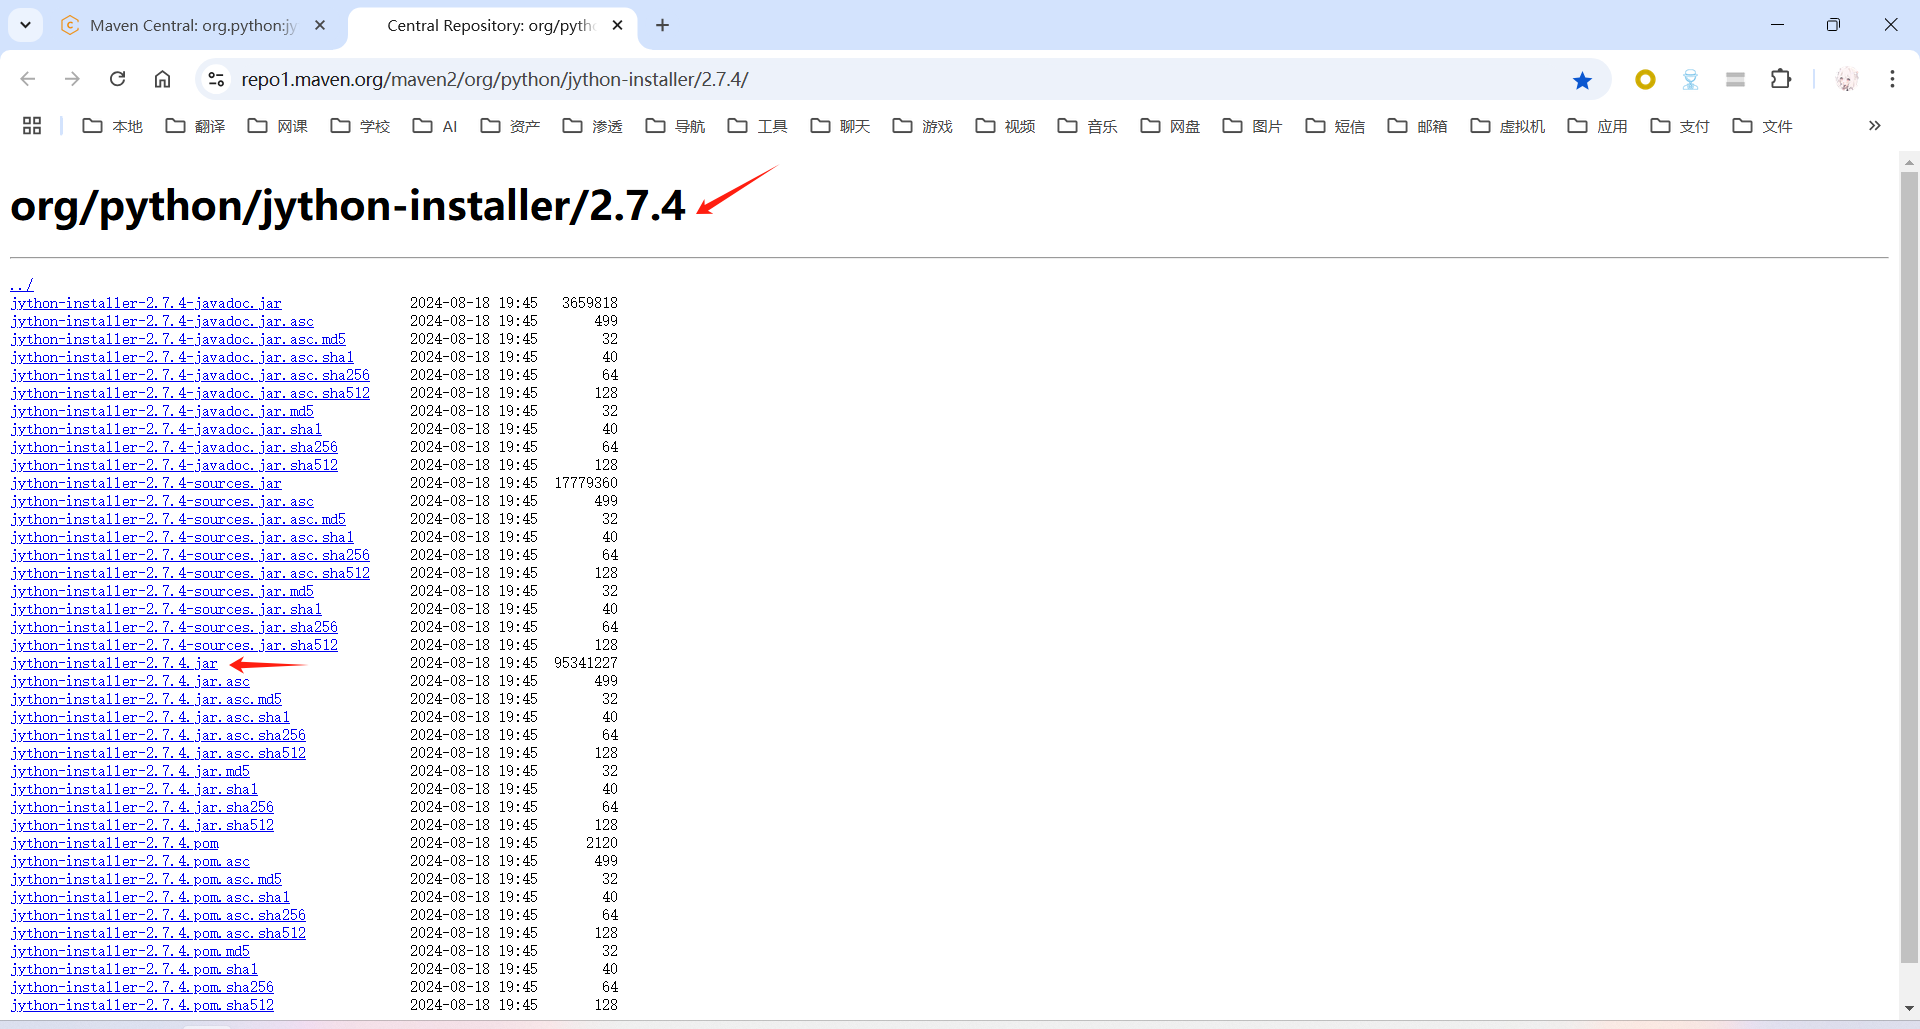 Maven Central: org.python:jy
Central Repository: org/pytho
repo1.maven.org/maven2/org/python/jython-installer/2.7.4/
本地 翻译 网课 学校 AI 资产 渗透 导航 工具 聊天 游戏 视频 音乐 网盘 图片 短信 邮箱 虚拟机 应用 支付 文件
org/python/jython-installer/2.7.4
../
jython-installer-2.7.4-javadoc.jar 2024-08-18 19:45 3659818
jython-installer-2.7.4-javadoc.jar.asc 2024-08-18 19:45 499
jython-installer-2.7.4-javadoc.jar.asc.md5 2024-08-18 19:45 32
jython-installer-2.7.4-javadoc.jar.asc.sha1 2024-08-18 19:45 40
jython-installer-2.7.4-javadoc.jar.asc.sha256 2024-08-18 19:45 64
jython-installer-2.7.4-javadoc.jar.asc.sha512 2024-08-18 19:45 128
jython-installer-2.7.4-javadoc.jar.md5 2024-08-18 19:45 32
jython-installer-2.7.4-javadoc.jar.sha1 2024-08-18 19:45 40
jython-installer-2.7.4-javadoc.jar.sha256 2024-08-18 19:45 64
jython-installer-2.7.4-javadoc.jar.sha512 2024-08-18 19:45 128
jython-installer-2.7.4-sources.jar 2024-08-18 19:45 17779360
jython-installer-2.7.4-sources.jar.asc 2024-08-18 19:45 499
jython-installer-2.7.4-sources.jar.asc.md5 2024-08-18 19:45 32
jython-installer-2.7.4-sources.jar.asc.sha1 2024-08-18 19:45 40
jython-installer-2.7.4-sources.jar.asc.sha256 2024-08-18 19:45 64
jython-installer-2.7.4-sources.jar.asc.sha512 2024-08-18 19:45 128
jython-installer-2.7.4-sources.jar.md5 2024-08-18 19:45 32
jython-installer-2.7.4-sources.jar.sha1 2024-08-18 19:45 40
jython-installer-2.7.4-sources.jar.sha256 2024-08-18 19:45 64
jython-installer-2.7.4-sources.jar.sha512 2024-08-18 19:45 128
jython-installer-2.7.4.jar 2024-08-18 19:45 95341227
jython-installer-2.7.4.jar.asc 2024-08-18 19:45 499
jython-installer-2.7.4.jar.asc.md5 2024-08-18 19:45 32
jython-installer-2.7.4.jar.asc.sha1 2024-08-18 19:45 40
jython-installer-2.7.4.jar.asc.sha256 2024-08-18 19:45 64
jython-installer-2.7.4.jar.asc.sha512 2024-08-18 19:45 128
jython-installer-2.7.4.jar.md5 2024-08-18 19:45 32
jython-installer-2.7.4.jar.sha1 2024-08-18 19:45 40
jython-installer-2.7.4.jar.sha256 2024-08-18 19:45 64
jython-installer-2.7.4.jar.sha512 2024-08-18 19:45 128
jython-installer-2.7.4.pom 2024-08-18 19:45 2120
jython-installer-2.7.4.pom.asc 2024-08-18 19:45 499
jython-installer-2.7.4.pom.asc.md5 2024-08-18 19:45 32
jython-installer-2.7.4.pom.asc.sha1 2024-08-18 19:45 40
jython-installer-2.7.4.pom.asc.sha256 2024-08-18 19:45 64
jython-installer-2.7.4.pom.asc.sha512 2024-08-18 19:45 128
jython-installer-2.7.4.pom.md5 2024-08-18 19:45 32
jython-installer-2.7.4.pom.sha1 2024-08-18 19:45 40
jython-installer-2.7.4.pom.sha256 2024-08-18 19:45 64
jython-installer-2.7.4.pom.sha512 2024-08-18 19:45 128